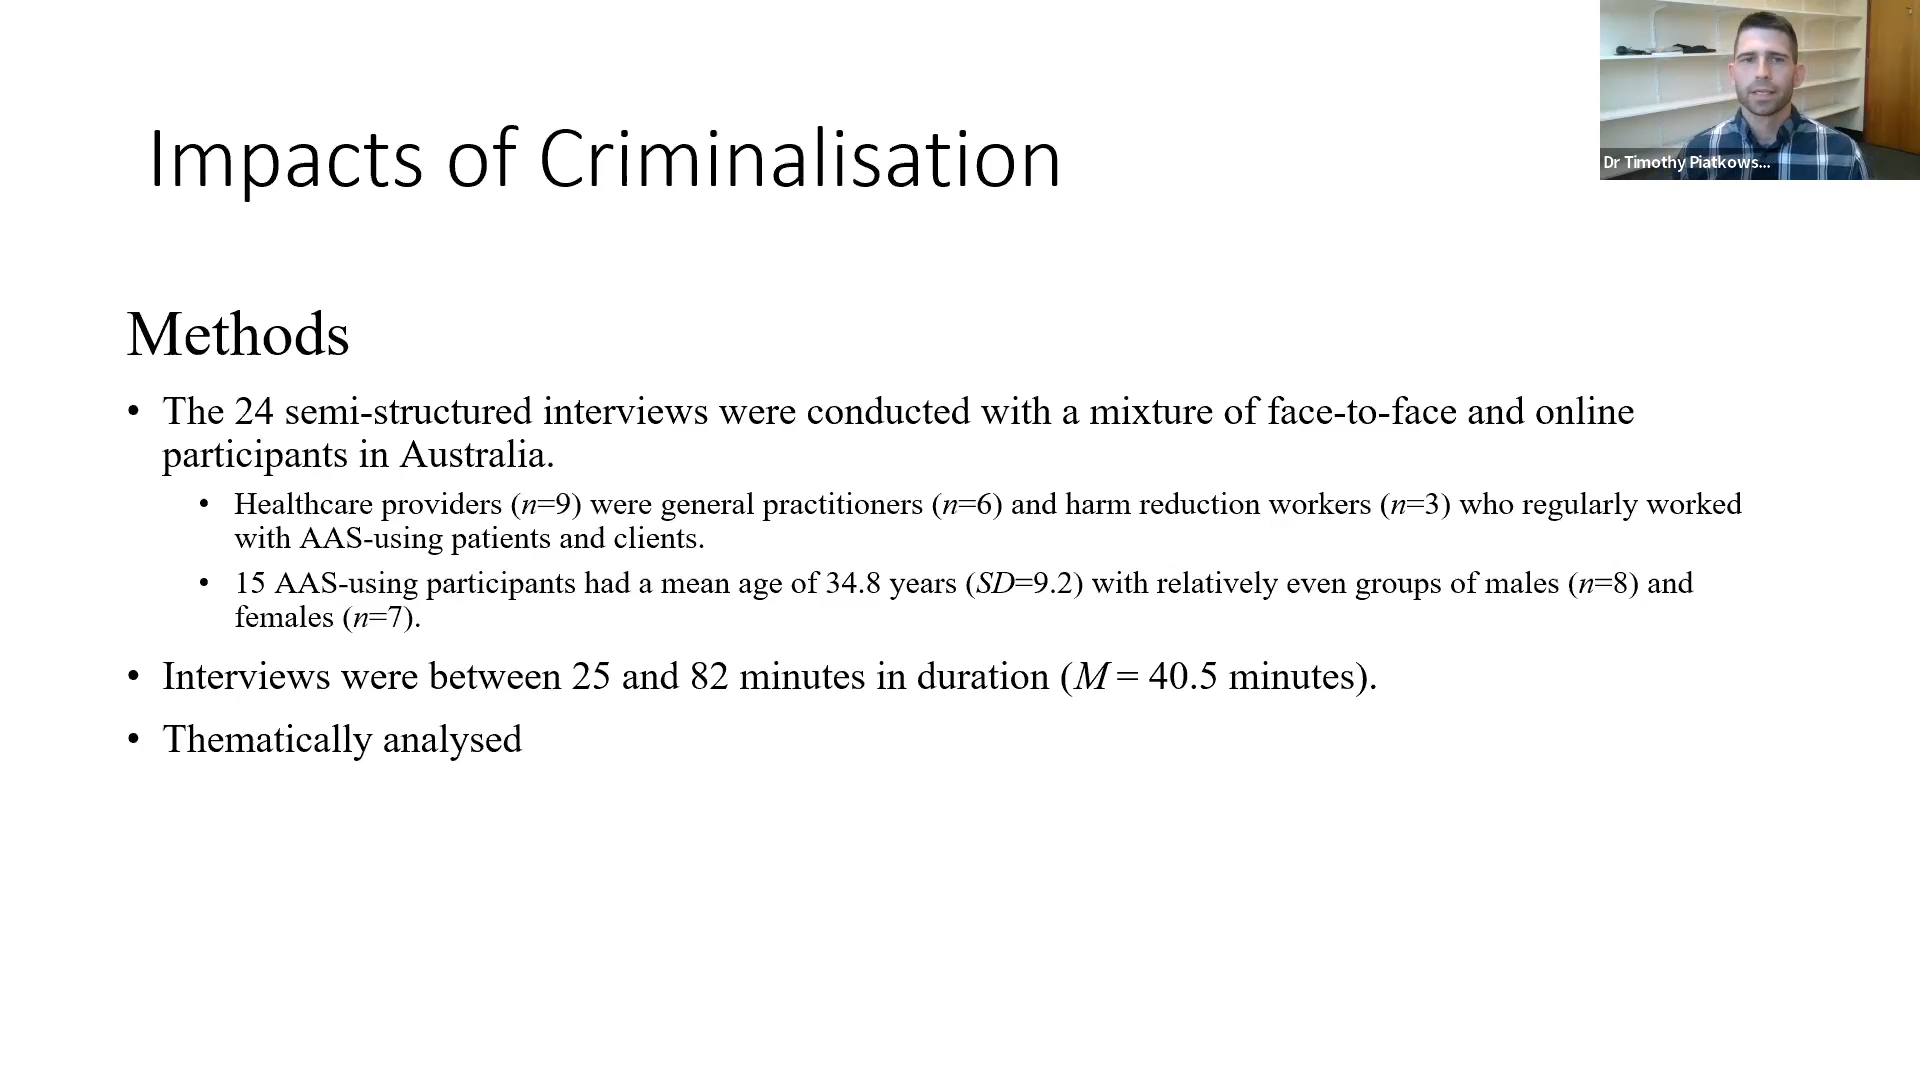 Impacts of Criminalisation
Dr Timothy Piatkows...
Methods
• The 24 semi-structured interviews were conducted with a mixture of face-to-face and online
participants in Australia.
• Healthcare providers (n=9) were general practitioners (n=6) and harm reduction workers (n=3) who regularly worked
with AAS-using patients and clients.
• 15 AAS-using participants had a mean age of 34.8 years (SD=9.2) with relatively even groups of males (n=8) and
females (n=7).
• Interviews were between 25 and 82 minutes in duration (M = 40.5 minutes).
• Thematically analysed